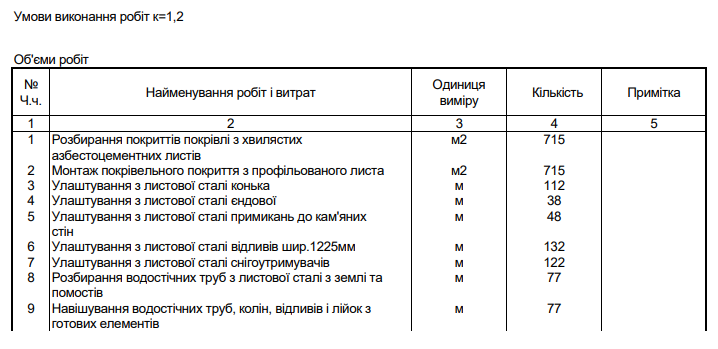 Умови виконання робіт к=1,2
Об'єми робіт
№ Ч.ч. Найменування робіт і витрат Одиниця виміру Кількість Примітка
1 2 3 4 5
1 Розбирання покриттів покрівлі з хвилястих м2 715
азбестоцементних листів
2 Монтаж покрівельного покриття з профільованого листа м2 715
3 Улаштування з листової сталі конька м 112
4 Улаштування з листової сталі єндової м 38
5 Улаштування з листової сталі примикань до кам'яних м 48
стін
6 Улаштування з листової сталі відливів шир.1225мм м 132
7 Улаштування з листової сталі снігоутримувачів м 122
8 Розбирання водостічних труб з листової сталі з землі та м 77
помостів
9 Навішування водостічних труб, колін, відливів і лійок з м 77
готових елементів